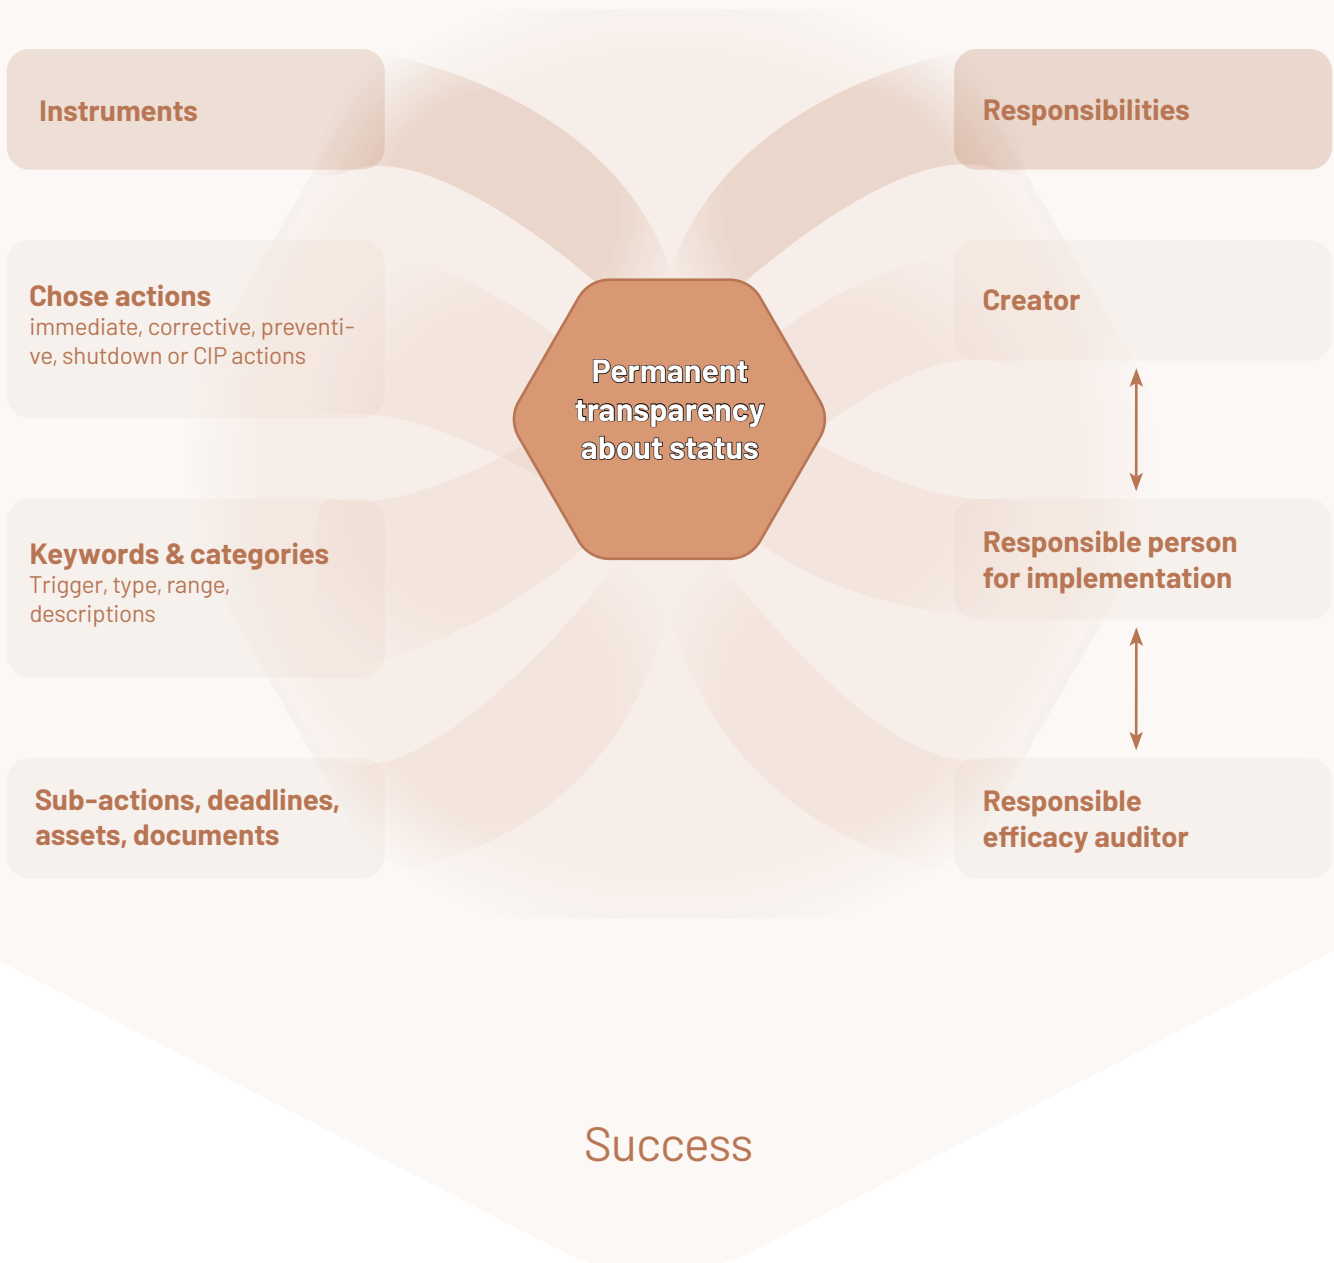 Instruments
Chose actions
immediate, corrective, preventi-
ve, shutdown or CIP actions
Keywords & categories
Trigger, type, range,
descriptions
Sub-actions, deadlines,
assets, documents
Permanent
transparency
about status
Responsibilities
Creator
Responsible person
for implementation
Responsible
efficacy auditor
Success